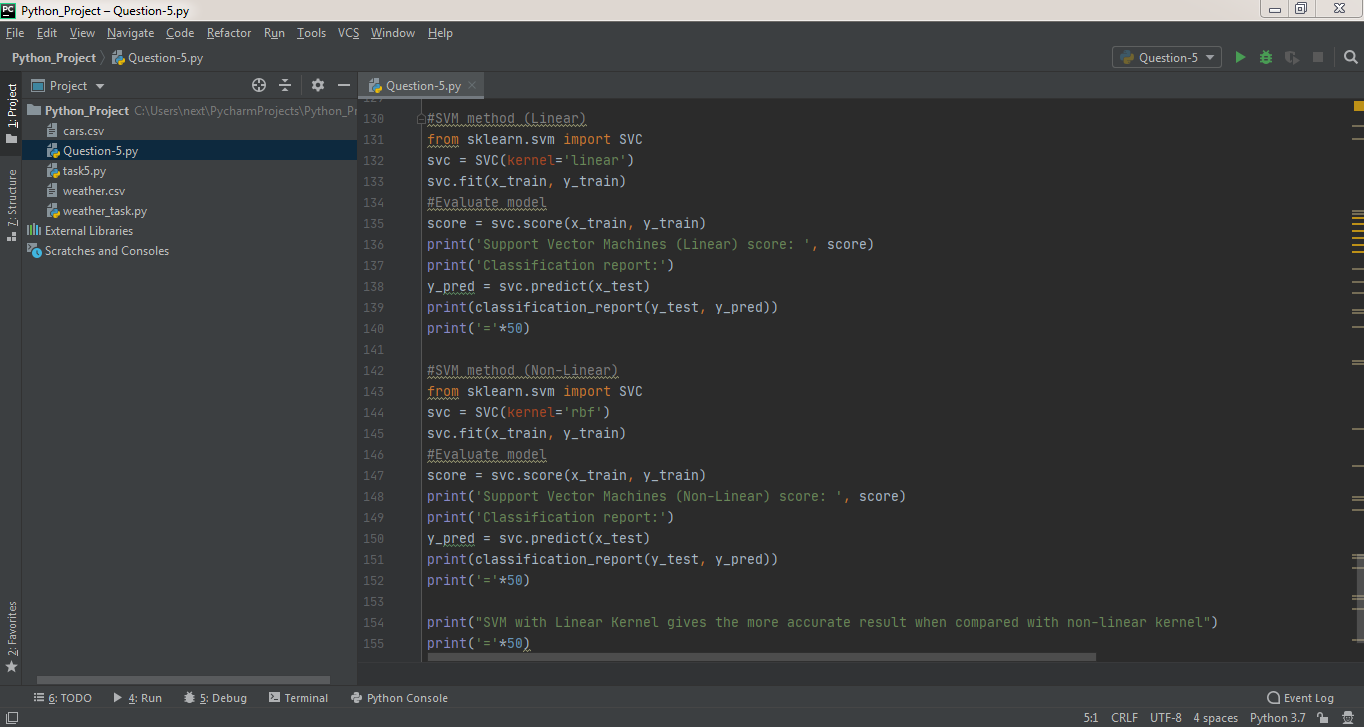 PC Python_Project – Question-5.py
File Edit View Navigate Code Refactor Run Tools VCS Window Help
Python_Project Question-5.py Question-5
Project Question-5.py
1: Project
7: Structure
2: Favorites
Python_Project C:\Users\next\PycharmProjects\Python_Pr
cars.csv
Question-5.py
task5.py
weather.csv
weather_task.py
External Libraries
Scratches and Consoles
129
130 #SVM method (Linear)
131 from sklearn.svm import SVC
132 svc = SVC(kernel='linear')
133 svc.fit(x_train, y_train)
134 #Evaluate model
135 score = svc.score(x_train, y_train)
136 print('Support Vector Machines (Linear) score: ', score)
137 print('Classification report:')
138 y_pred = svc.predict(x_test)
139 print(classification_report(y_test, y_pred))
140 print('='*50)
141
142 #SVM method (Non-Linear)
143 from sklearn.svm import SVC
144 svc = SVC(kernel='rbf')
145 svc.fit(x_train, y_train)
146 #Evaluate model
147 score = svc.score(x_train, y_train)
148 print('Support Vector Machines (Non-Linear) score: ', score)
149 print('Classification report:')
150 y_pred = svc.predict(x_test)
151 print(classification_report(y_test, y_pred))
152 print('='*50)
153
154 print("SVM with Linear Kernel gives the more accurate result when compared with non-linear kernel")
155 print('='*50)
6: TODO 4: Run 5: Debug Terminal Python Console Event Log
5:1 CRLF UTF-8 4 spaces Python 3.7